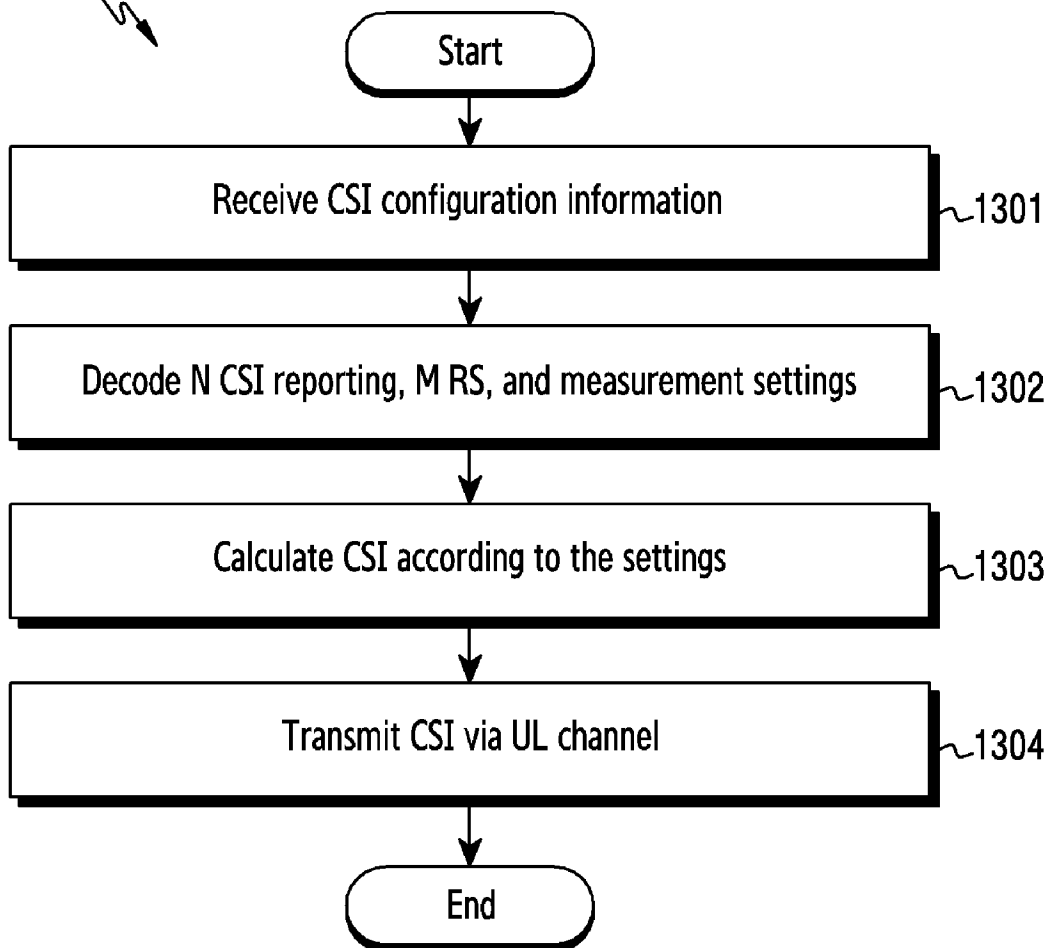 Start
Receive CSI configuration information
1301
Decode N CSI reporting, M RS, and measurement settings
1302
Calculate CSI according to the settings
1303
Transmit CSI via UL channel
1304
End